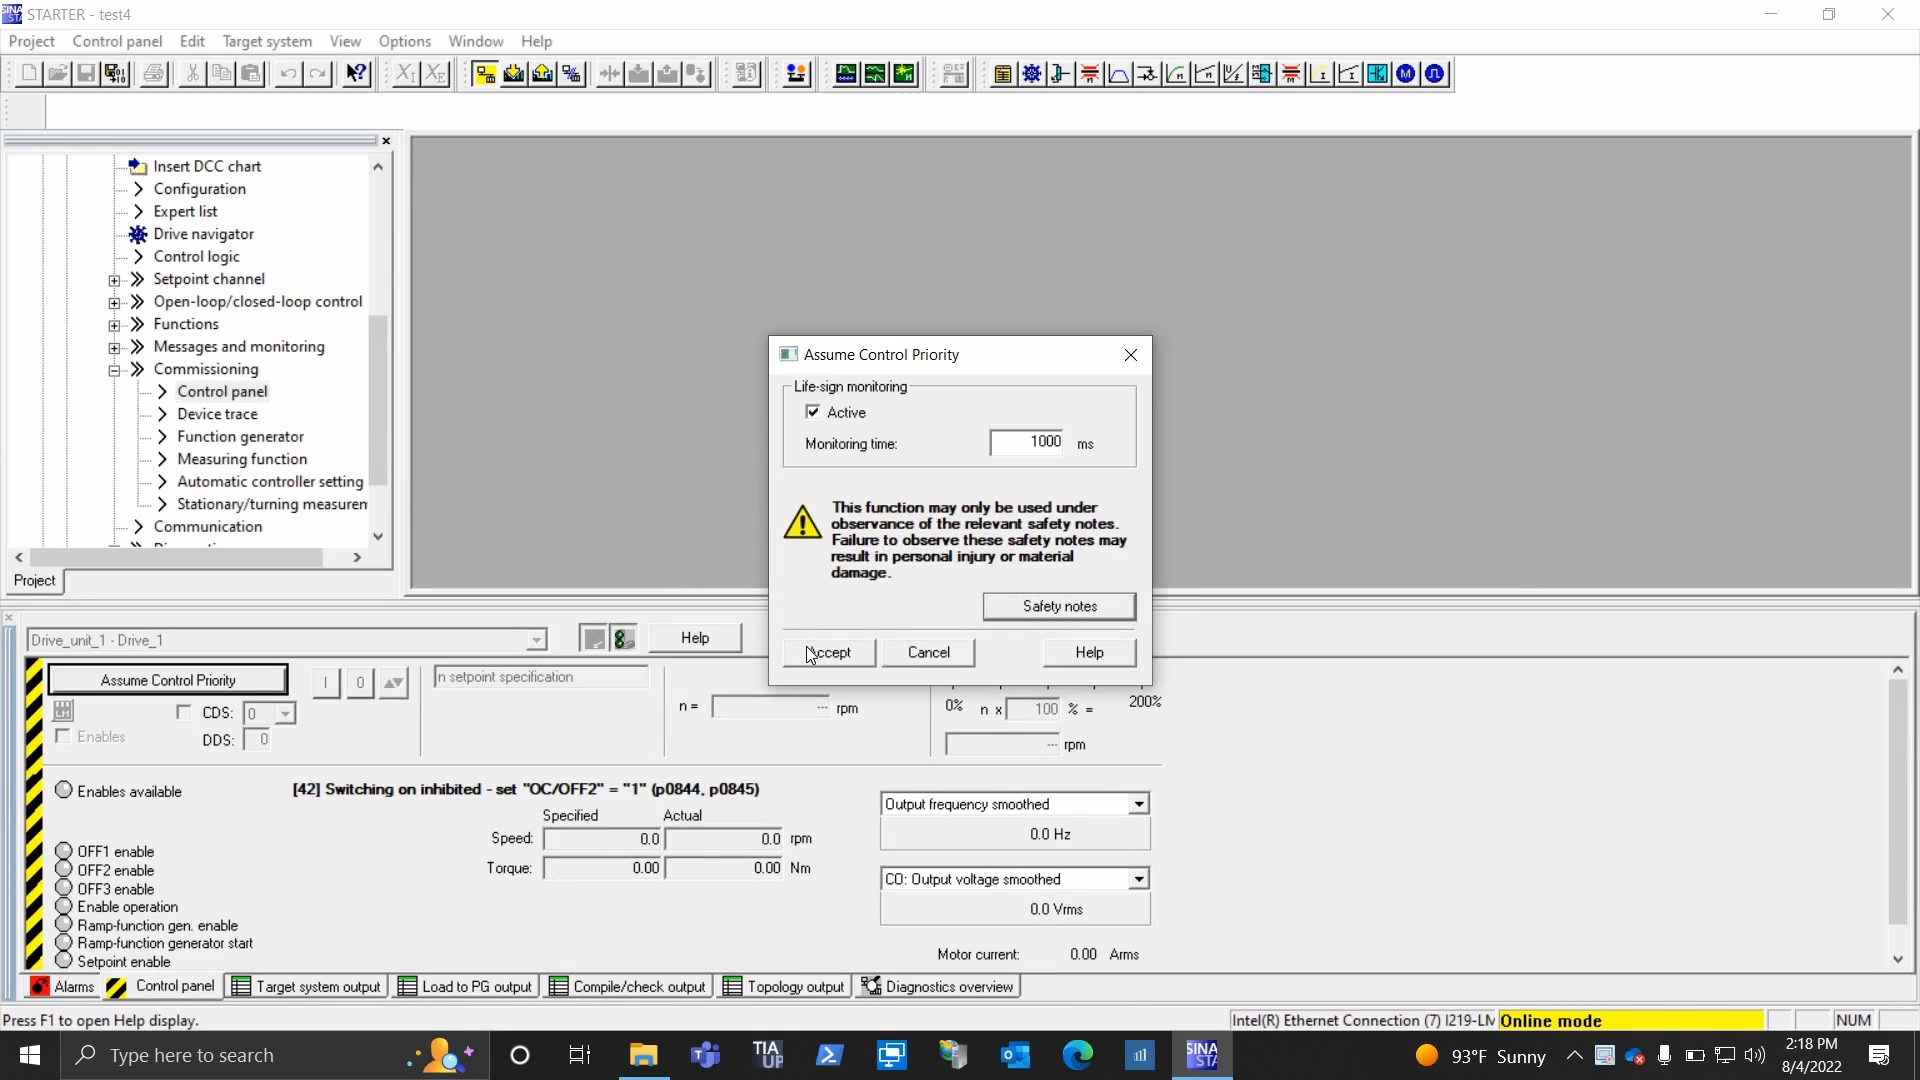 STARTER - test4
Project Control panel Edit Target system View Options Window Help
Insert DCC chart
Configuration
Expert list
Drive navigator
Control logic
Setpoint channel
Open-loop/closed-loop control
Functions
Messages and monitoring
Commissioning
Control panel
Device trace
Function generator
Measuring function
Automatic controller setting
Stationary/turning measurem
Communication
Project
Assume Control Priority
Life-sign monitoring
Active
Monitoring time: 1000 ms
This function may only be used under
observance of the relevant safety notes.
Failure to observe these safety notes may
result in personal injury or material
damage.
Safety notes
Accept Cancel Help
Drive_unit_1 - Drive_1 Help
Assume Control Priority I 0 n setpoint specification
n = --- rpm 0% n x 100 % = 200%
--- rpm
CDS: 0
Enables DDS: 0
Enables available
[42] Switching on inhibited - set "OC/OFF2" = "1" (p0844, p0845)
Specified Actual
Speed: 0.0 0.0 rpm
Torque: 0.00 0.00 Nm
Output frequency smoothed
0.0 Hz
CO: Output voltage smoothed
0.0 Vrms
Motor current: 0.00 Arms
OFF1 enable
OFF2 enable
OFF3 enable
Enable operation
Ramp-function gen. enable
Ramp-function generator start
Setpoint enable
Alarms Control panel Target system output Load to PG output Compile/check output Topology output Diagnostics overview
Press F1 to open Help display. Intel(R) Ethernet Connection (7) I219-LM Online mode NUM
Type here to search 93°F Sunny 2:18 PM
8/4/2022